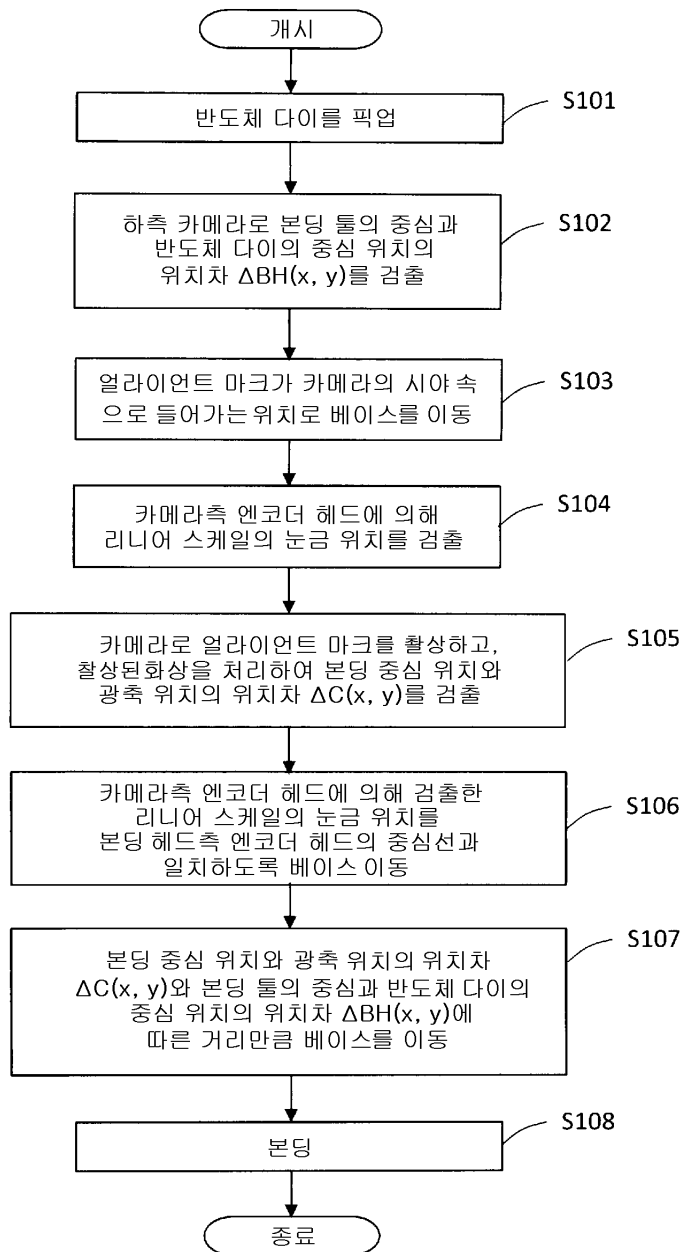 개시
반도체 다이를 픽업
S101
하측 카메라로 본딩 툴의 중심과
반도체 다이의 중심 위치의
위치차 ΔBH(x, y)를 검출
S102
얼라이언트 마크가 카메라의 시야 속
으로 들어가는 위치로 베이스를 이동
S103
카메라측 엔코더 헤드에 의해
리니어 스케일의 눈금 위치를 검출
S104
카메라로 얼라이언트 마크를 촬상하고,
촬상된화상을 처리하여 본딩 중심 위치와
광축 위치의 위치차 ΔC(x, y)를 검출
S105
카메라측 엔코더 헤드에 의해 검출한
리니어 스케일의 눈금 위치를
본딩 헤드측 엔코더 헤드의 중심선과
일치하도록 베이스 이동
S106
본딩 중심 위치와 광축 위치의 위치차
ΔC(x, y)와 본딩 툴의 중심과 반도체 다이의
중심 위치의 위치차 ΔBH(x, y)에
따른 거리만큼 베이스를 이동
S107
본딩
S108
종료